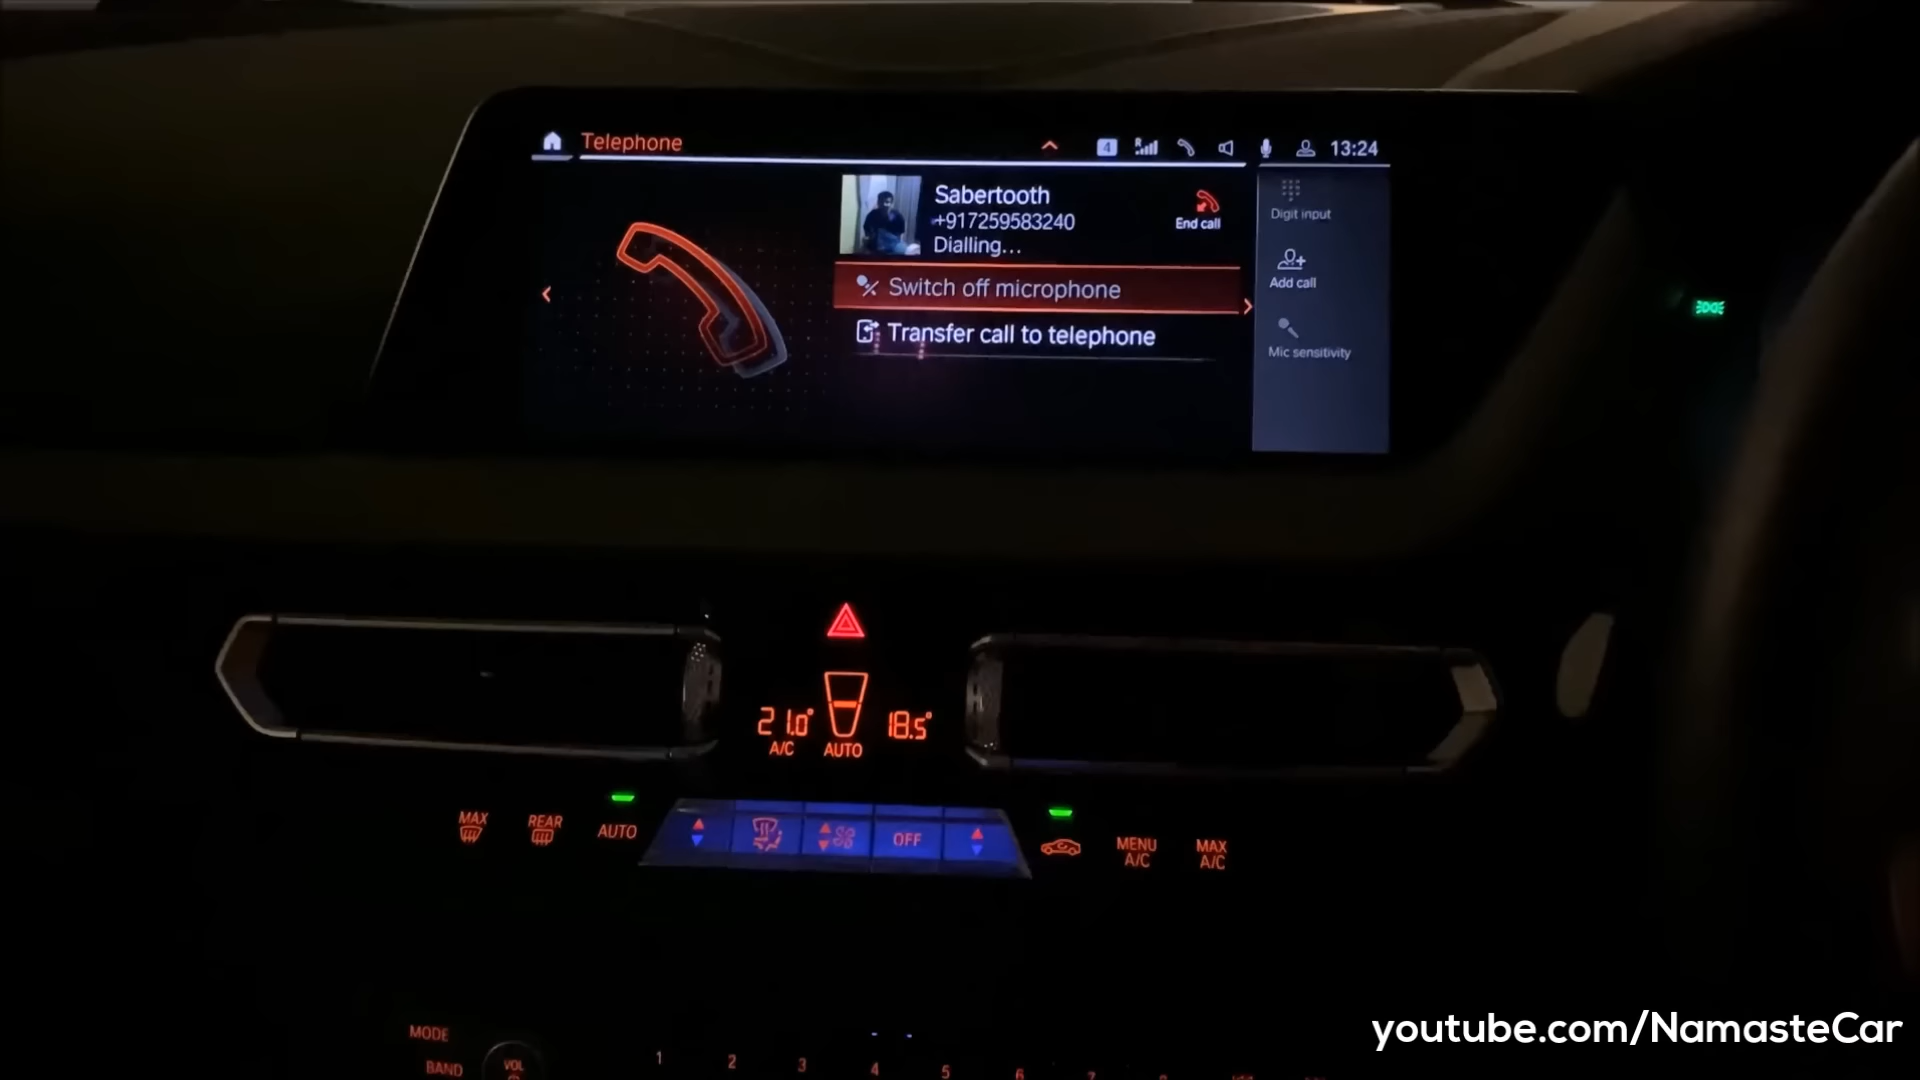 Telephone
4
R
13:24
Sabertooth
+917259583240
Dialling...
End call
Switch off microphone
Transfer call to telephone
Digit input
Add call
Mic sensitivity
21.0°
A/C
AUTO
18.5°
MAX
REAR
AUTO
OFF
MENU
A/C
MAX
A/C
MODE
BAND
VOL
1 2 3 4 5 6 7
youtube.com/NamasteCar